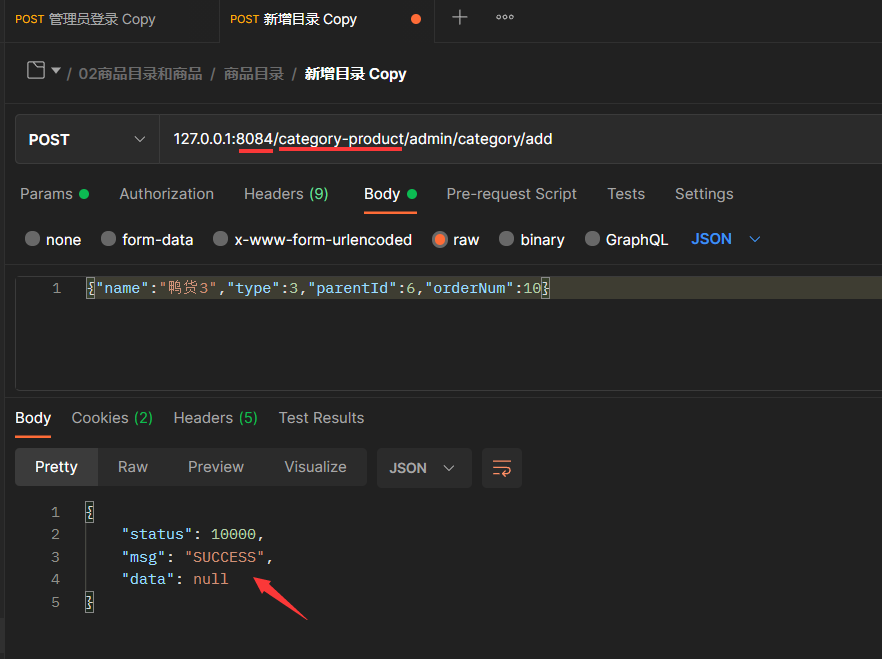 POST 管理员登录 Copy POST 新增目录 Copy
/ 02商品目录和商品 / 商品目录 / 新增目录 Copy
POST 127.0.0.1:8084/category-product/admin/category/add
Params Authorization Headers (9) Body Pre-request Script Tests Settings
none form-data x-www-form-urlencoded raw binary GraphQL JSON
1 {"name":"鸭货3","type":3,"parentId":6,"orderNum":10}
Body Cookies (2) Headers (5) Test Results
Pretty Raw Preview Visualize JSON
1 {
2 "status": 10000,
3 "msg": "SUCCESS",
4 "data": null
5 }